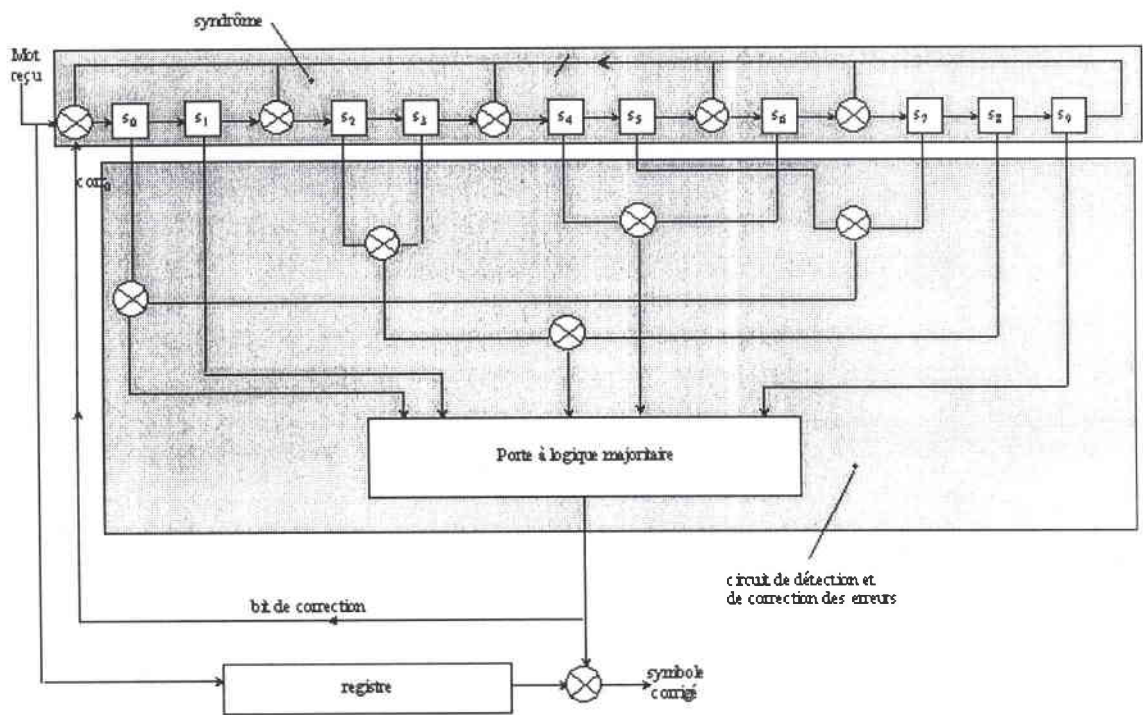 syndrôme
Mot
reçu
s0 s1 s2 s3 s4 s5 s6 s7 s8 s9
Porte à logique majoritaire
circuit de détection et
de correction des erreurs
bit de correction
registre
symbole
corrigé